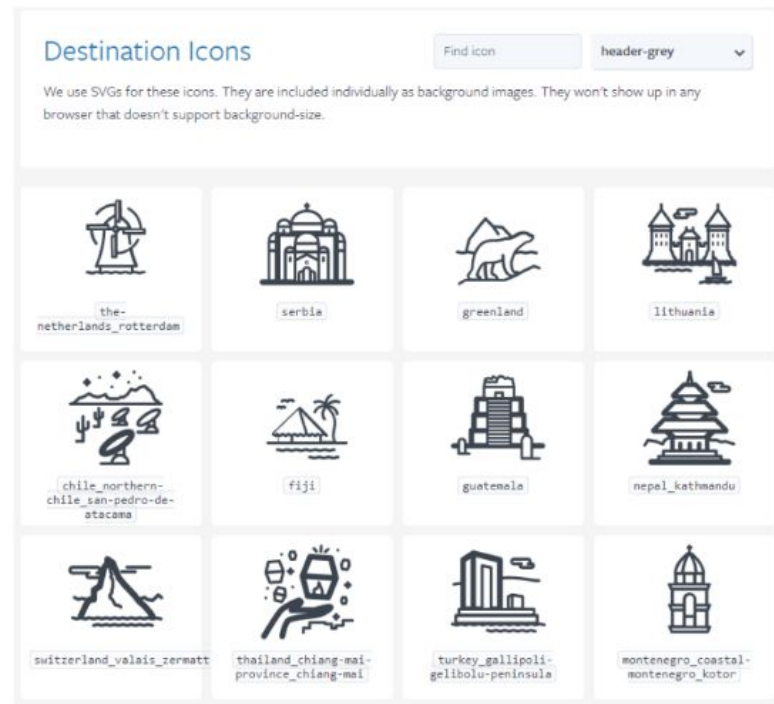 Destination Icons
Find icon
header-grey
We use SVGs for these icons. They are included individually as background images. They won't show up in any
browser that doesn't support background-size.
the-
netherlands_rotterdam
serbia
greenland
lithuania
chile_northern-
chile_san-pedro-de-
atacama
fiji
guatemala
nepal_kathmandu
switzerland_valais_zermatt
thailand_chiang-mai-
province_chiang-mai
turkey_gallipoli-
gelibolu-peninsula
montenegro_coastal-
montenegro_kotor